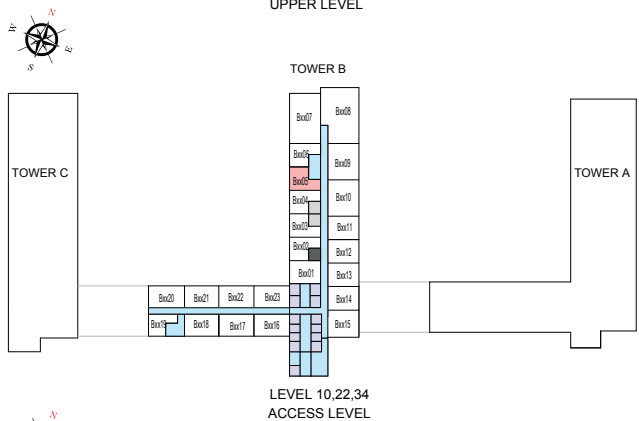 UPPER LEVEL
N
W
E
S
TOWER B
Bxx07
Bxx08
Bxx06
Bxx09
TOWER C
TOWER A
Bxx05
Bxx10
Bxx04
Bxx03
Bxx11
Bxx02
Bxx12
Bxx01
Bxx13
Bxx20 Bxx21 Bxx22 Bxx23
Bxx14
Bxx19 Bxx18 Bxx17 Bxx16
Bxx15
LEVEL 10,22,34
ACCESS LEVEL
N